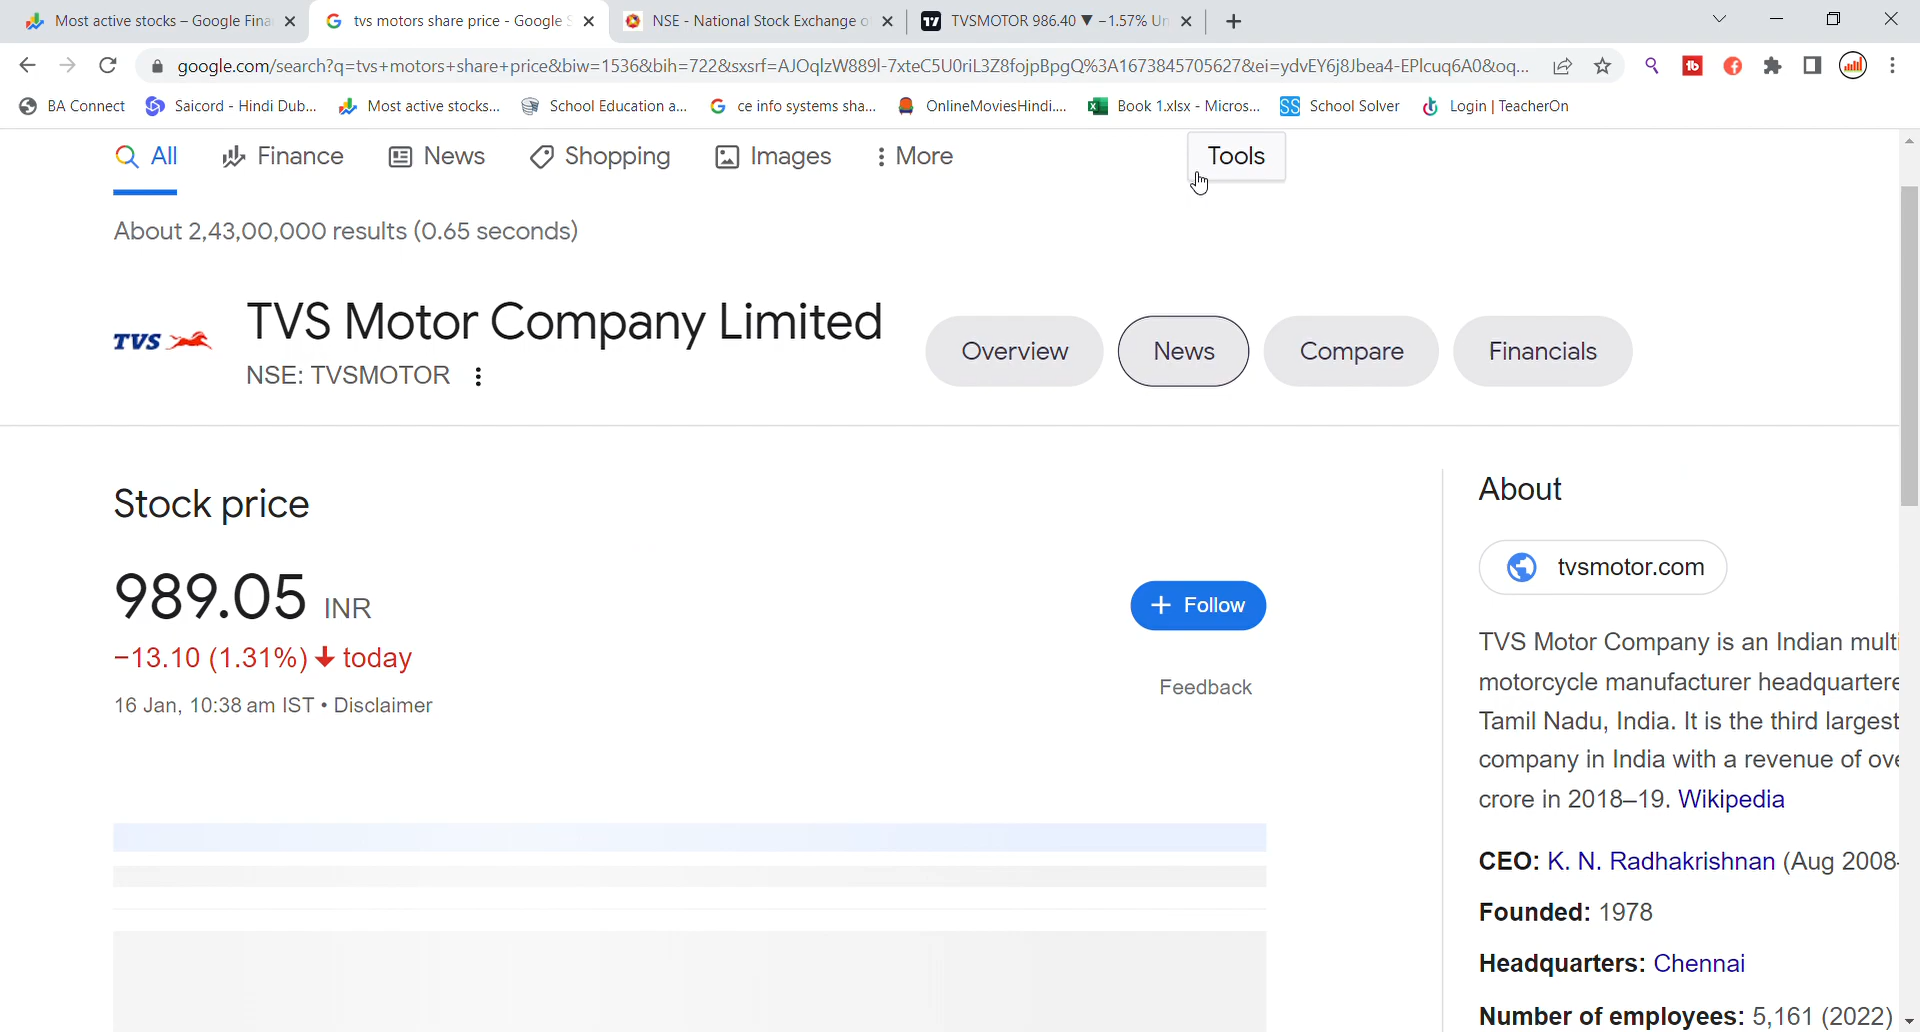 Most active stocks – Google Fina
tvs motors share price - Google S
NSE - National Stock Exchange o
TVSMOTOR 986.40 ▼ −1.57% Un
google.com/search?q=tvs+motors+share+price&biw=1536&bih=722&sxsrf=AJOqlzW889l-7xteC5U0riL3Z8fojpBpgQ%3A1673845705627&ei=ydvEY6j8Jbea4-EPlcuq6A0&oq...
BA Connect
Saicord - Hindi Dub...
Most active stocks...
School Education a...
ce info systems sha...
OnlineMoviesHindi....
Book 1.xlsx - Micros...
School Solver
Login | TeacherOn
All
Finance
News
Shopping
Images
More
Tools
About 2,43,00,000 results (0.65 seconds)
TVS
TVS Motor Company Limited
NSE: TVSMOTOR
Overview
News
Compare
Financials
Stock price
989.05 INR
−13.10 (1.31%) ↓ today
16 Jan, 10:38 am IST • Disclaimer
+ Follow
Feedback
About
tvsmotor.com
TVS Motor Company is an Indian multi
motorcycle manufacturer headquartere
Tamil Nadu, India. It is the third largest
company in India with a revenue of ove
crore in 2018–19. Wikipedia
CEO: K. N. Radhakrishnan (Aug 2008–
Founded: 1978
Headquarters: Chennai
Number of employees: 5,161 (2022)